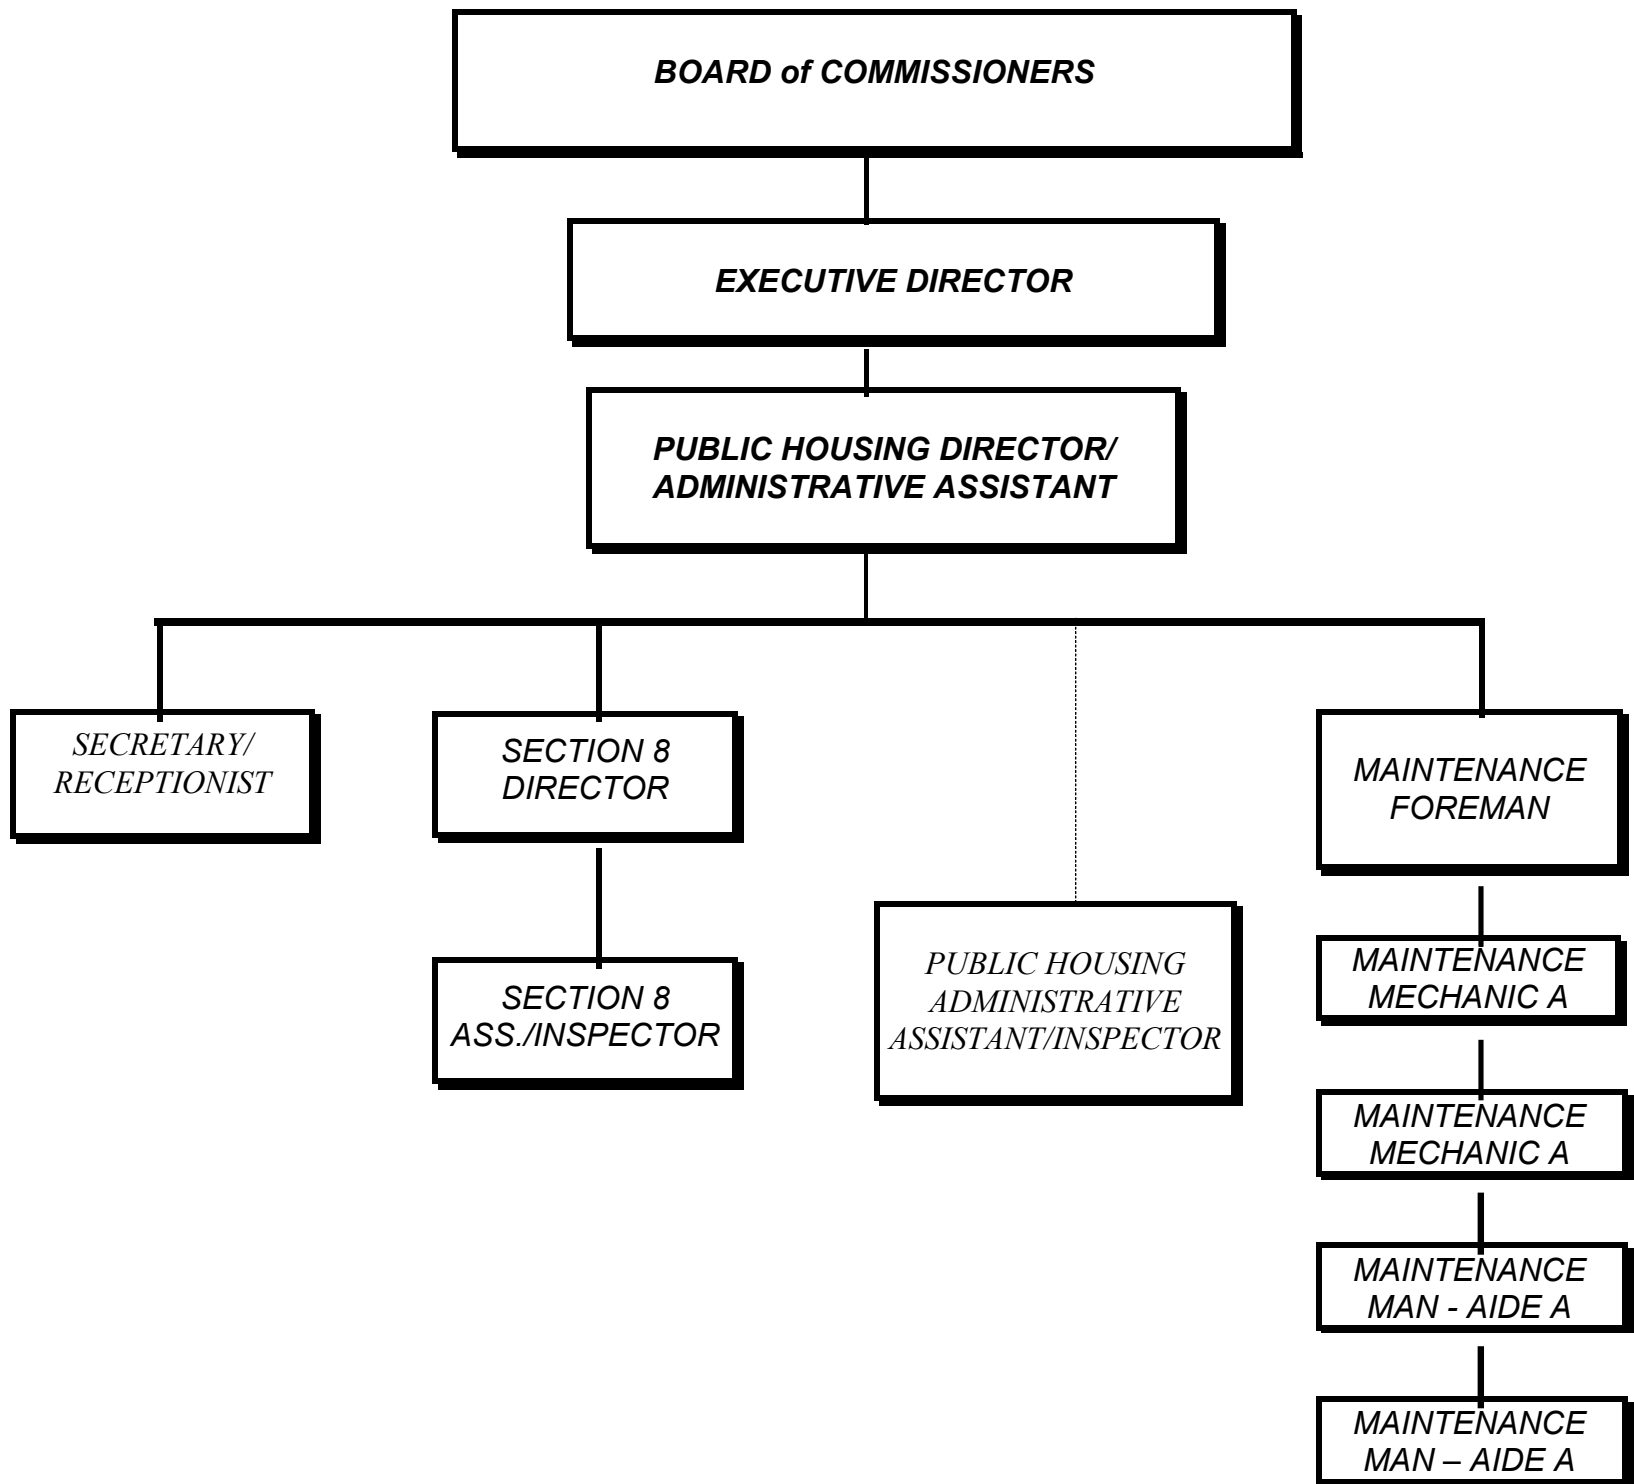 BOARD of COMMISSIONERS
EXECUTIVE DIRECTOR
PUBLIC HOUSING DIRECTOR/
ADMINISTRATIVE ASSISTANT
SECRETARY/
RECEPTIONIST
SECTION 8
DIRECTOR
MAINTENANCE
FOREMAN
SECTION 8
ASS./INSPECTOR
PUBLIC HOUSING
ADMINISTRATIVE
ASSISTANT/INSPECTOR
MAINTENANCE
MECHANIC A
MAINTENANCE
MECHANIC A
MAINTENANCE
MAN - AIDE A
MAINTENANCE
MAN – AIDE A